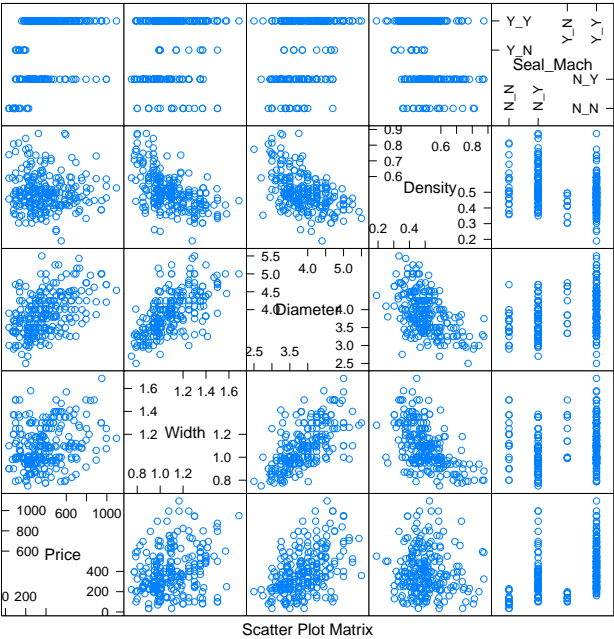 Y_Y
Y_N
Y_Y
Y_N
Seal_Mach
N_Y
N_N
N_Y
N_N
0.9
0.8
0.7
0.6
0.6 0.8
Density
0.5
0.4
0.3
0.2
0.2 0.4
5.5
5.0
4.5
4.0
4.0 5.0
Diameter
4.0
3.5
3.0
2.5
2.5 3.5
1.6
1.4
1.2
1.2 1.4 1.6
Width
1.2
1.0
0.8
0.8 1.0 1.2
1000
800
600
600 1000
Price
400
200
0
0 200
Scatter Plot Matrix